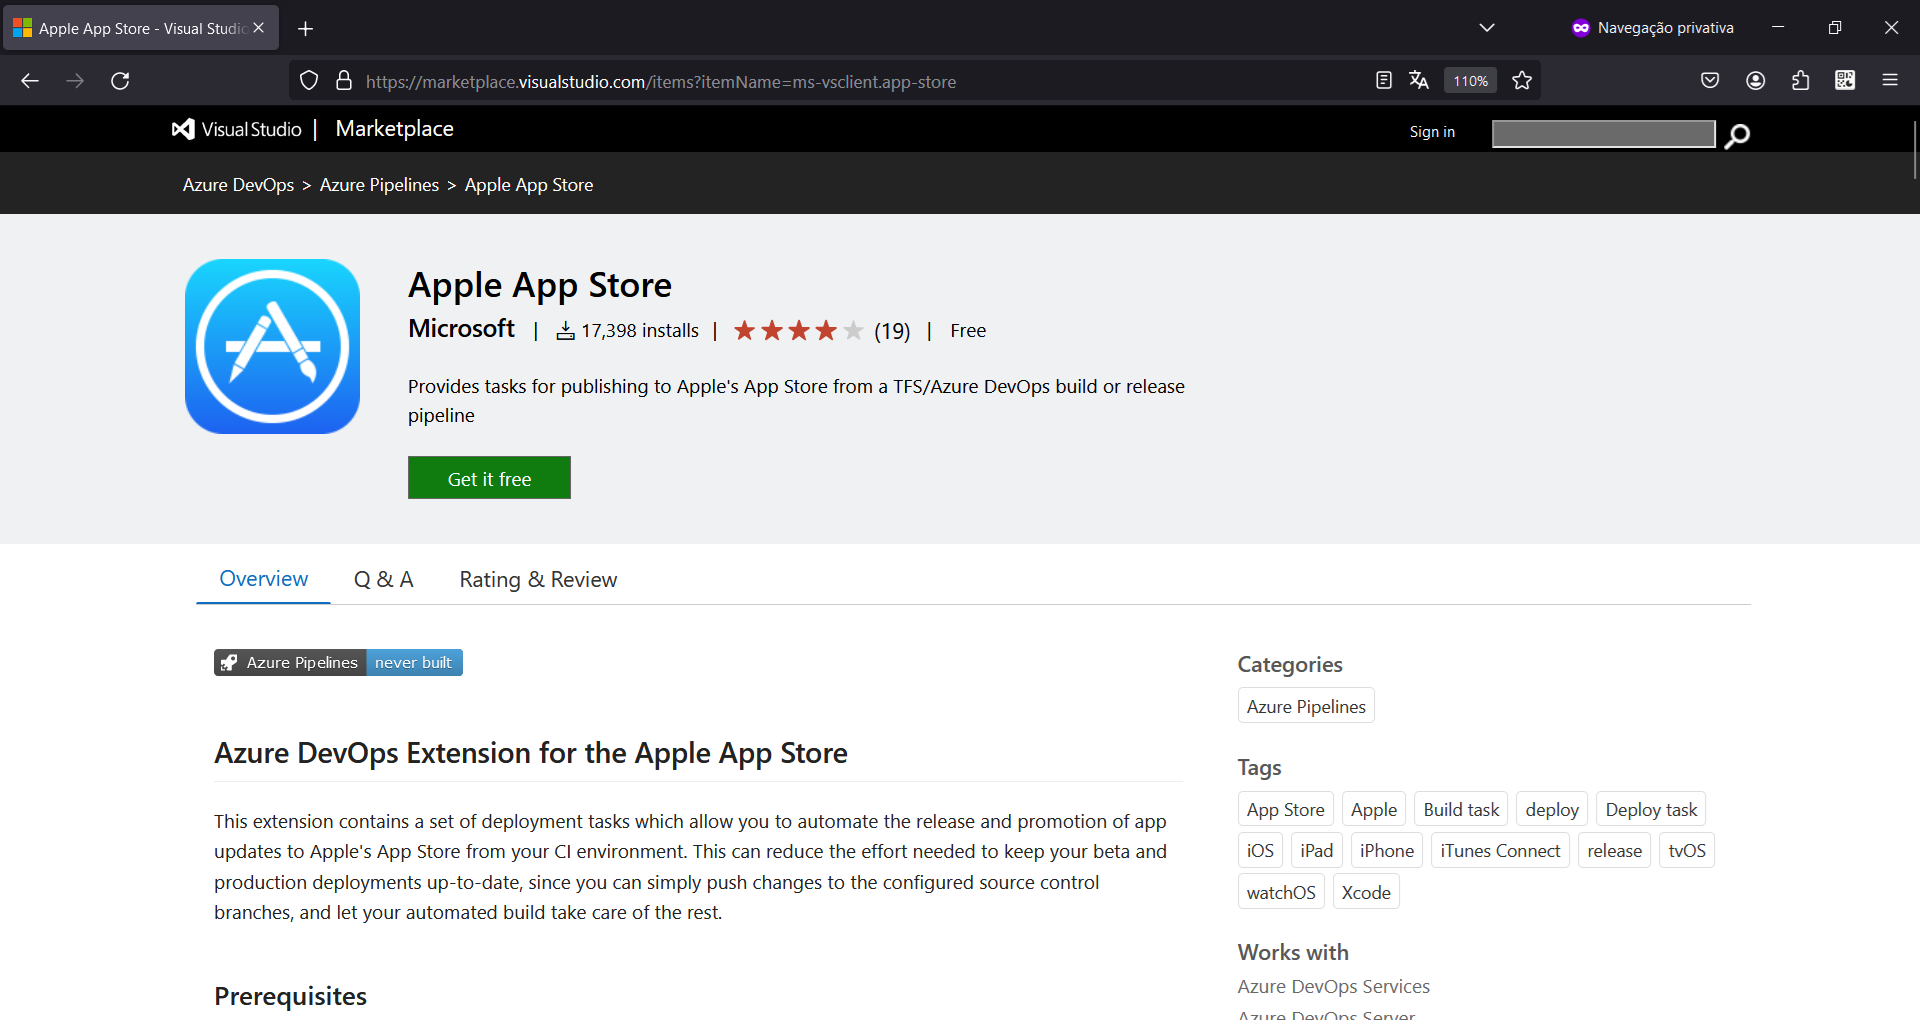 Apple App Store - Visual Studio
Navegação privativa
https://marketplace.visualstudio.com/items?itemName=ms-vsclient.app-store
110%
Visual Studio | Marketplace
Sign in
Azure DevOps > Azure Pipelines > Apple App Store
Apple App Store
Microsoft | 17,398 installs | (19) | Free
Provides tasks for publishing to Apple's App Store from a TFS/Azure DevOps build or release
pipeline
Get it free
Overview Q & A Rating & Review
Azure Pipelines never built
Azure DevOps Extension for the Apple App Store
This extension contains a set of deployment tasks which allow you to automate the release and promotion of app
updates to Apple's App Store from your CI environment. This can reduce the effort needed to keep your beta and
production deployments up-to-date, since you can simply push changes to the configured source control
branches, and let your automated build take care of the rest.
Prerequisites
Categories
Azure Pipelines
Tags
App Store Apple Build task deploy Deploy task
iOS iPad iPhone iTunes Connect release tvOS
watchOS Xcode
Works with
Azure DevOps Services
Azure DevOps Server